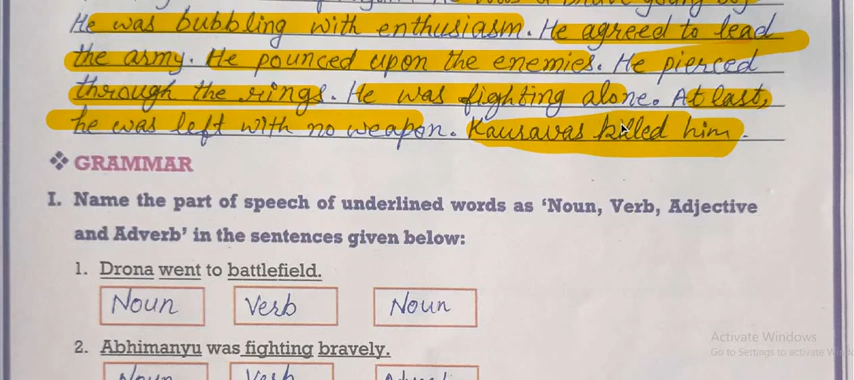 He was bubbling with enthusiasm. He agreed to lead
the army. He pounced upon the enemies. He pierced
through the rings. He was fighting alone. At last,
he was left with no weapon. Kauravas killed him.
❖ GRAMMAR
I. Name the part of speech of underlined words as ‘Noun, Verb, Adjective
and Adverb’ in the sentences given below:
1. Drona went to battlefield.
Noun Verb Noun
2. Abhimanyu was fighting bravely.
Noun Verb
Activate Windows
Go to Settings to activate